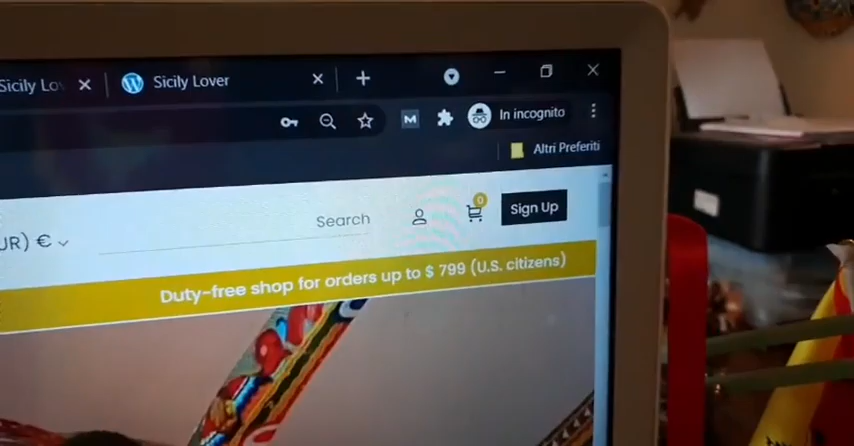 Sicily Lo
Sicily Lover
In incognito
Altri Preferiti
UR) €
Search
0
Sign Up
Duty-free shop for orders up to $ 799 (U.S. citizens)